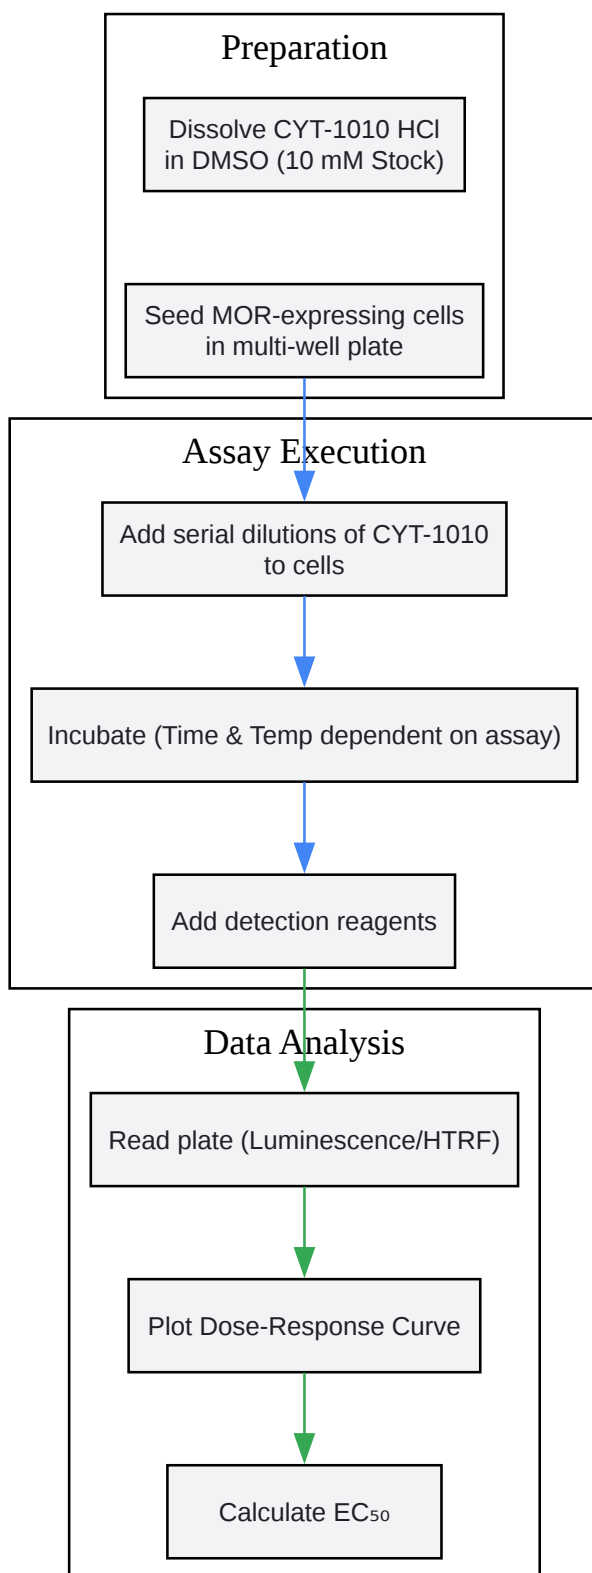 Preparation
Dissolve CYT-1010 HCl
in DMSO (10 mM Stock)
Seed MOR-expressing cells
in multi-well plate
Assay Execution
Add serial dilutions of CYT-1010
to cells
Incubate (Time & Temp dependent on assay)
Add detection reagents
Data Analysis
Read plate (Luminescence/HTRF)
Plot Dose-Response Curve
Calculate EC₅₀